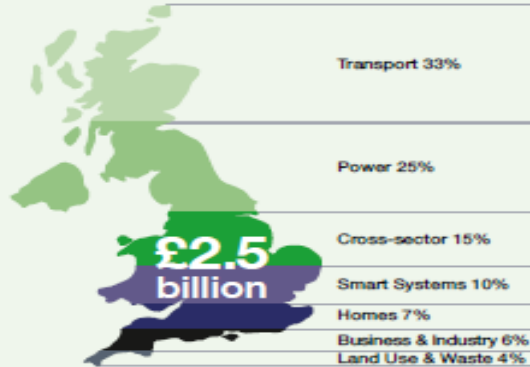 Transport 33%
Power 25%
Cross-sector 15%
£2.5
billion
Smart Systems 10%
Homes 7%
Business & Industry 6%
Land Use & Waste 4%